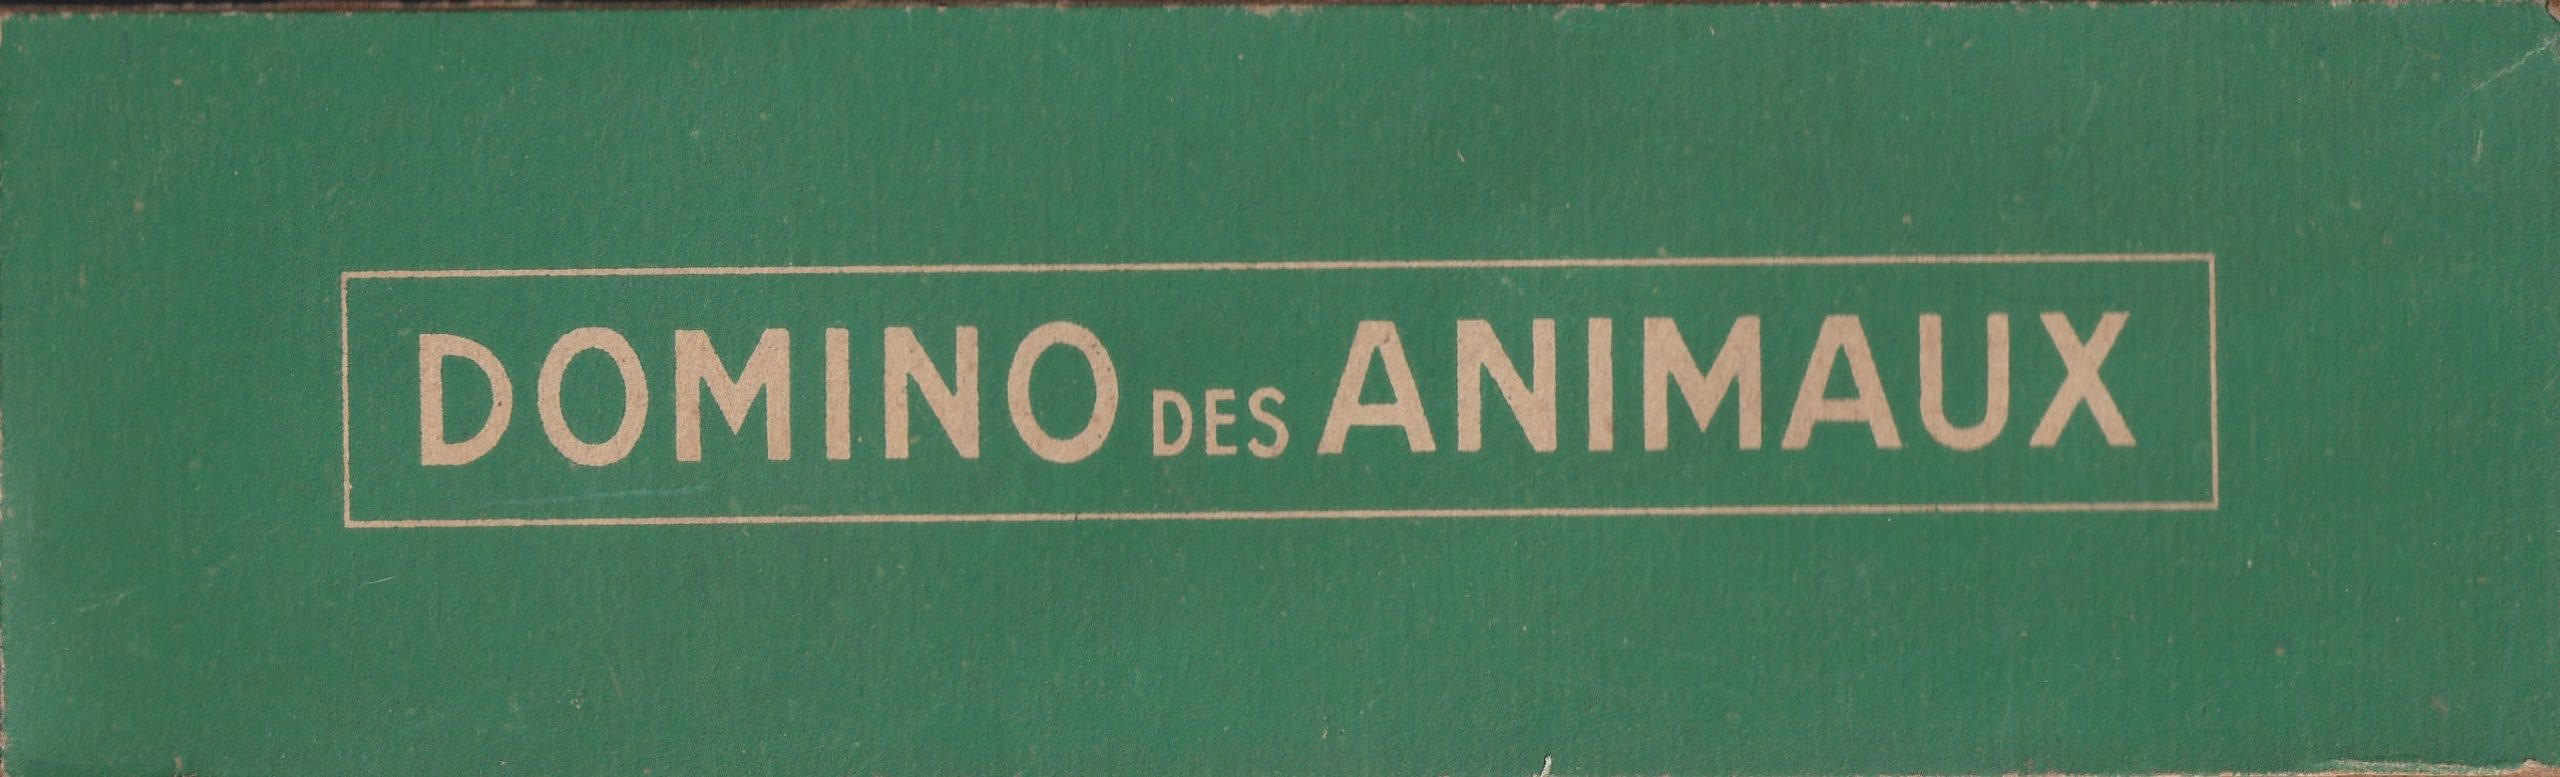 DOMINO DES ANIMAUX